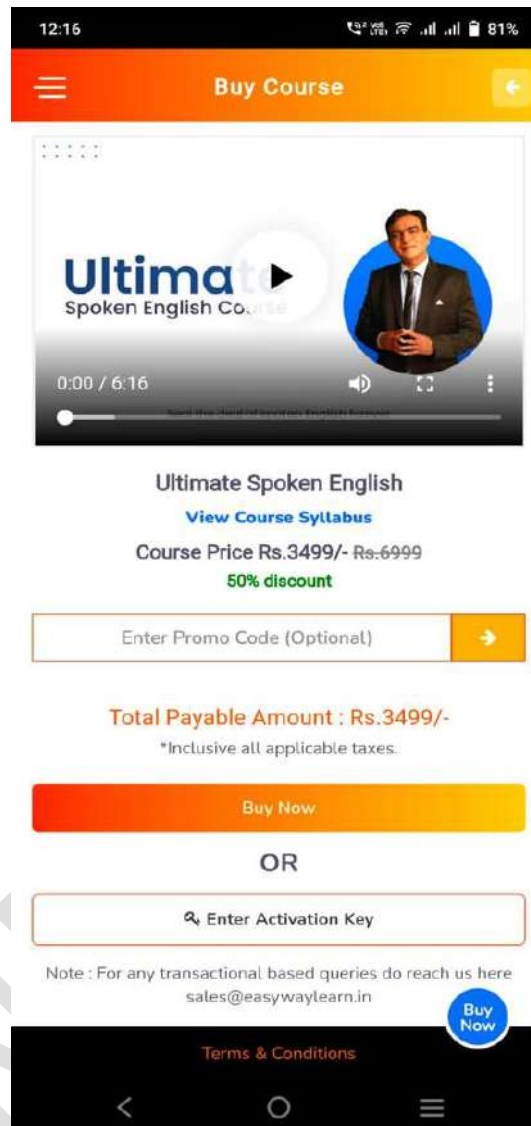 12:16
81%
Buy Course
Ultimate
Spoken English Course
0:00 / 6:16
Ultimate Spoken English
View Course Syllabus
Course Price Rs.3499/- Rs.6999
50% discount
Enter Promo Code (Optional)
Total Payable Amount : Rs.3499/-
*Inclusive all applicable taxes.
Buy Now
OR
Enter Activation Key
Note : For any transactional based queries do reach us here
sales@easywaylearn.in
Buy
Now
Terms & Conditions